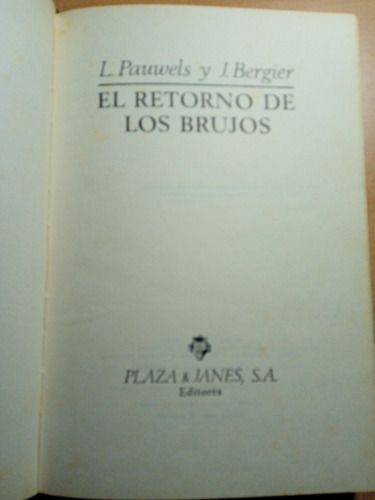 L. Pauwels y J. Bergier
EL RETORNO DE
LOS BRUJOS
PLAZA & JANES, S.A.
Editores